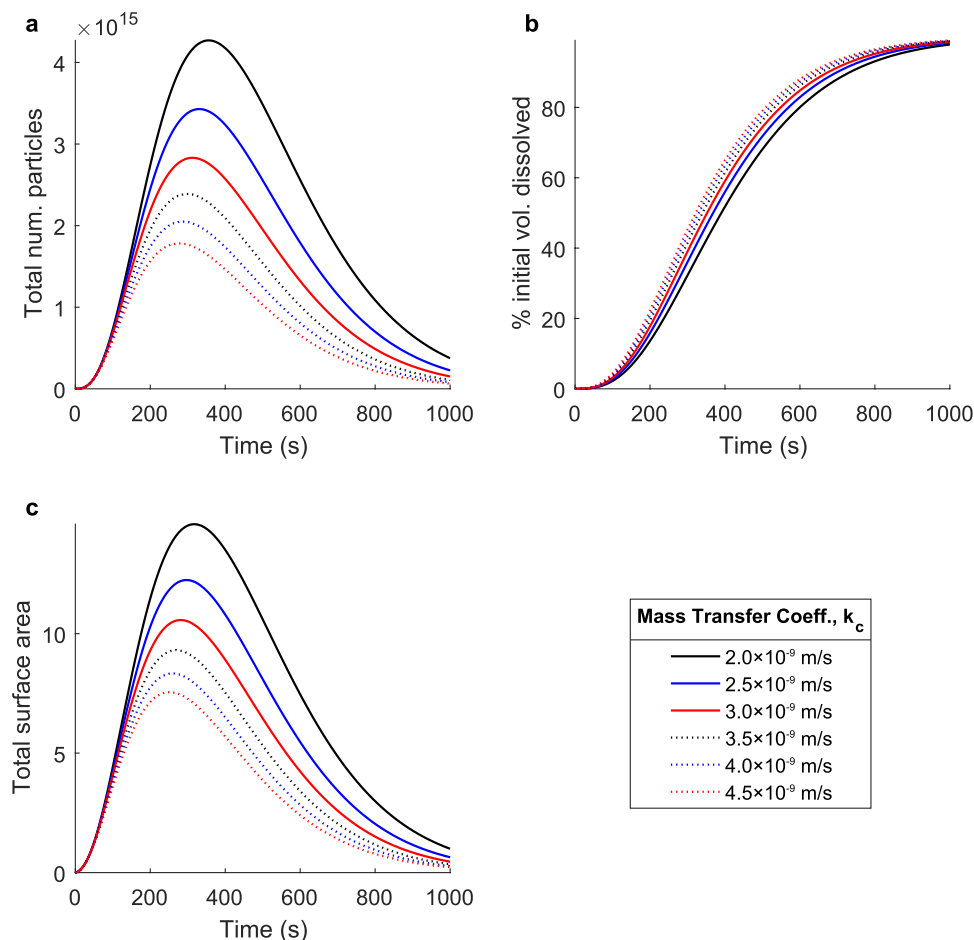 a
× 10^15
Total num. particles
4
3
2
1
0
0 200 400 600 800 1000
Time (s)
b
% initial vol. dissolved
80
60
40
20
0
0 200 400 600 800 1000
Time (s)
c
Total surface area
10
5
0
0 200 400 600 800 1000
Time (s)
Mass Transfer Coeff., k_c
2.0×10^-9 m/s
2.5×10^-9 m/s
3.0×10^-9 m/s
3.5×10^-9 m/s
4.0×10^-9 m/s
4.5×10^-9 m/s